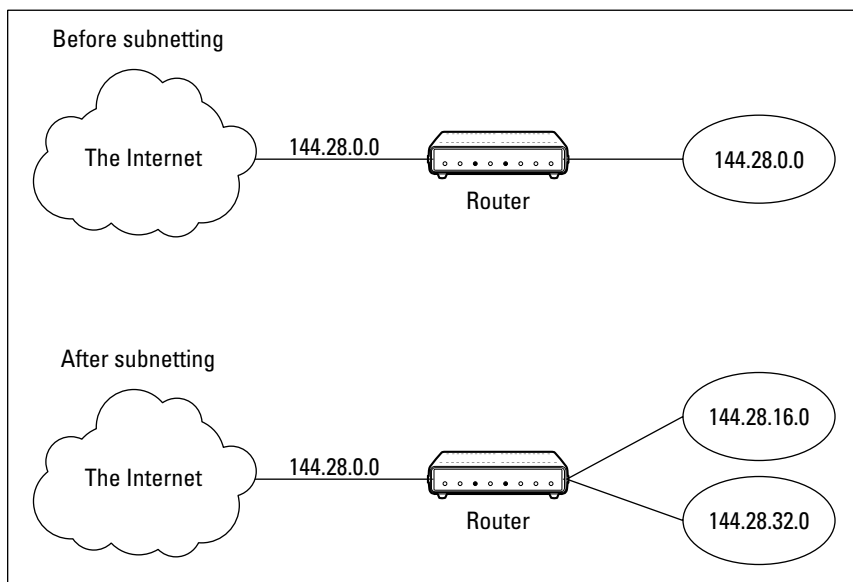 Before subnetting
The Internet
144.28.0.0
Router
144.28.0.0
After subnetting
The Internet
144.28.0.0
Router
144.28.16.0
144.28.32.0